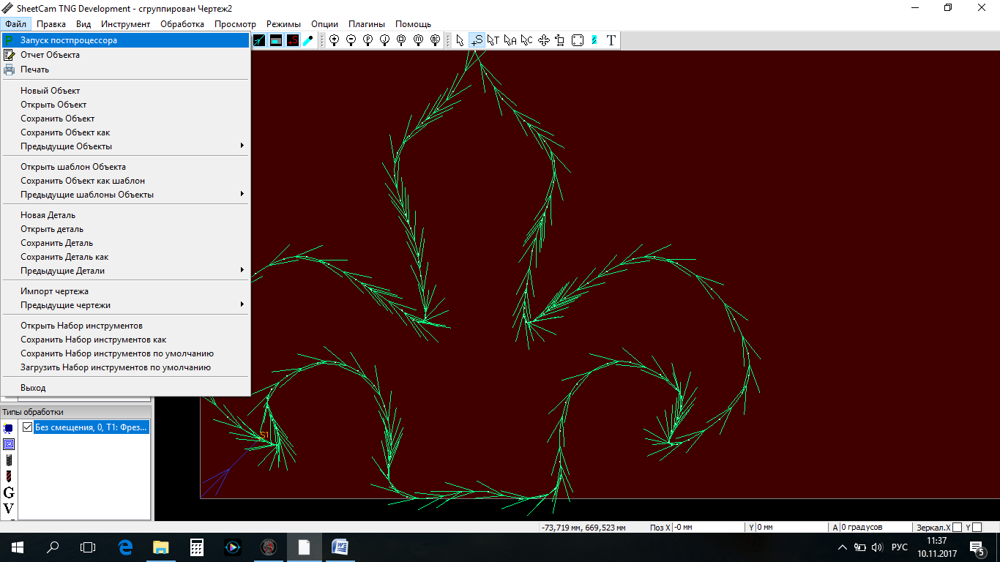 SheetCam TNG Development - сгруппирован Чертеж2
Файл Правка Вид Инструмент Обработка Просмотр Режимы Опции Плагины Помощь
P Запуск постпроцессора
+S
+S T A C T
Отчет Объекта
Печать
Новый Объект
Открыть Объект
Сохранить Объект
Сохранить Объект как
Предыдущие Объекты
Открыть шаблон Объекта
Сохранить Объект как шаблон
Предыдущие шаблоны Объекты
Новая Деталь
Открыть деталь
Сохранить Деталь
Сохранить Деталь как
Предыдущие Детали
Импорт чертежа
Предыдущие чертежи
Открыть Набор инструментов
Сохранить Набор инструментов как
Сохранить Набор инструментов по умолчанию
Загрузить Набор инструментов по умолчанию
Выход
Типы обработки
Без смещения, 0, T1: Фрез...
S1
G
V
-73,719 мм, 669,523 мм Поз X -0 мм Y 0 мм A 0 градусов Зеркал.X Y
W
РУС
11:37
10.11.2017
5